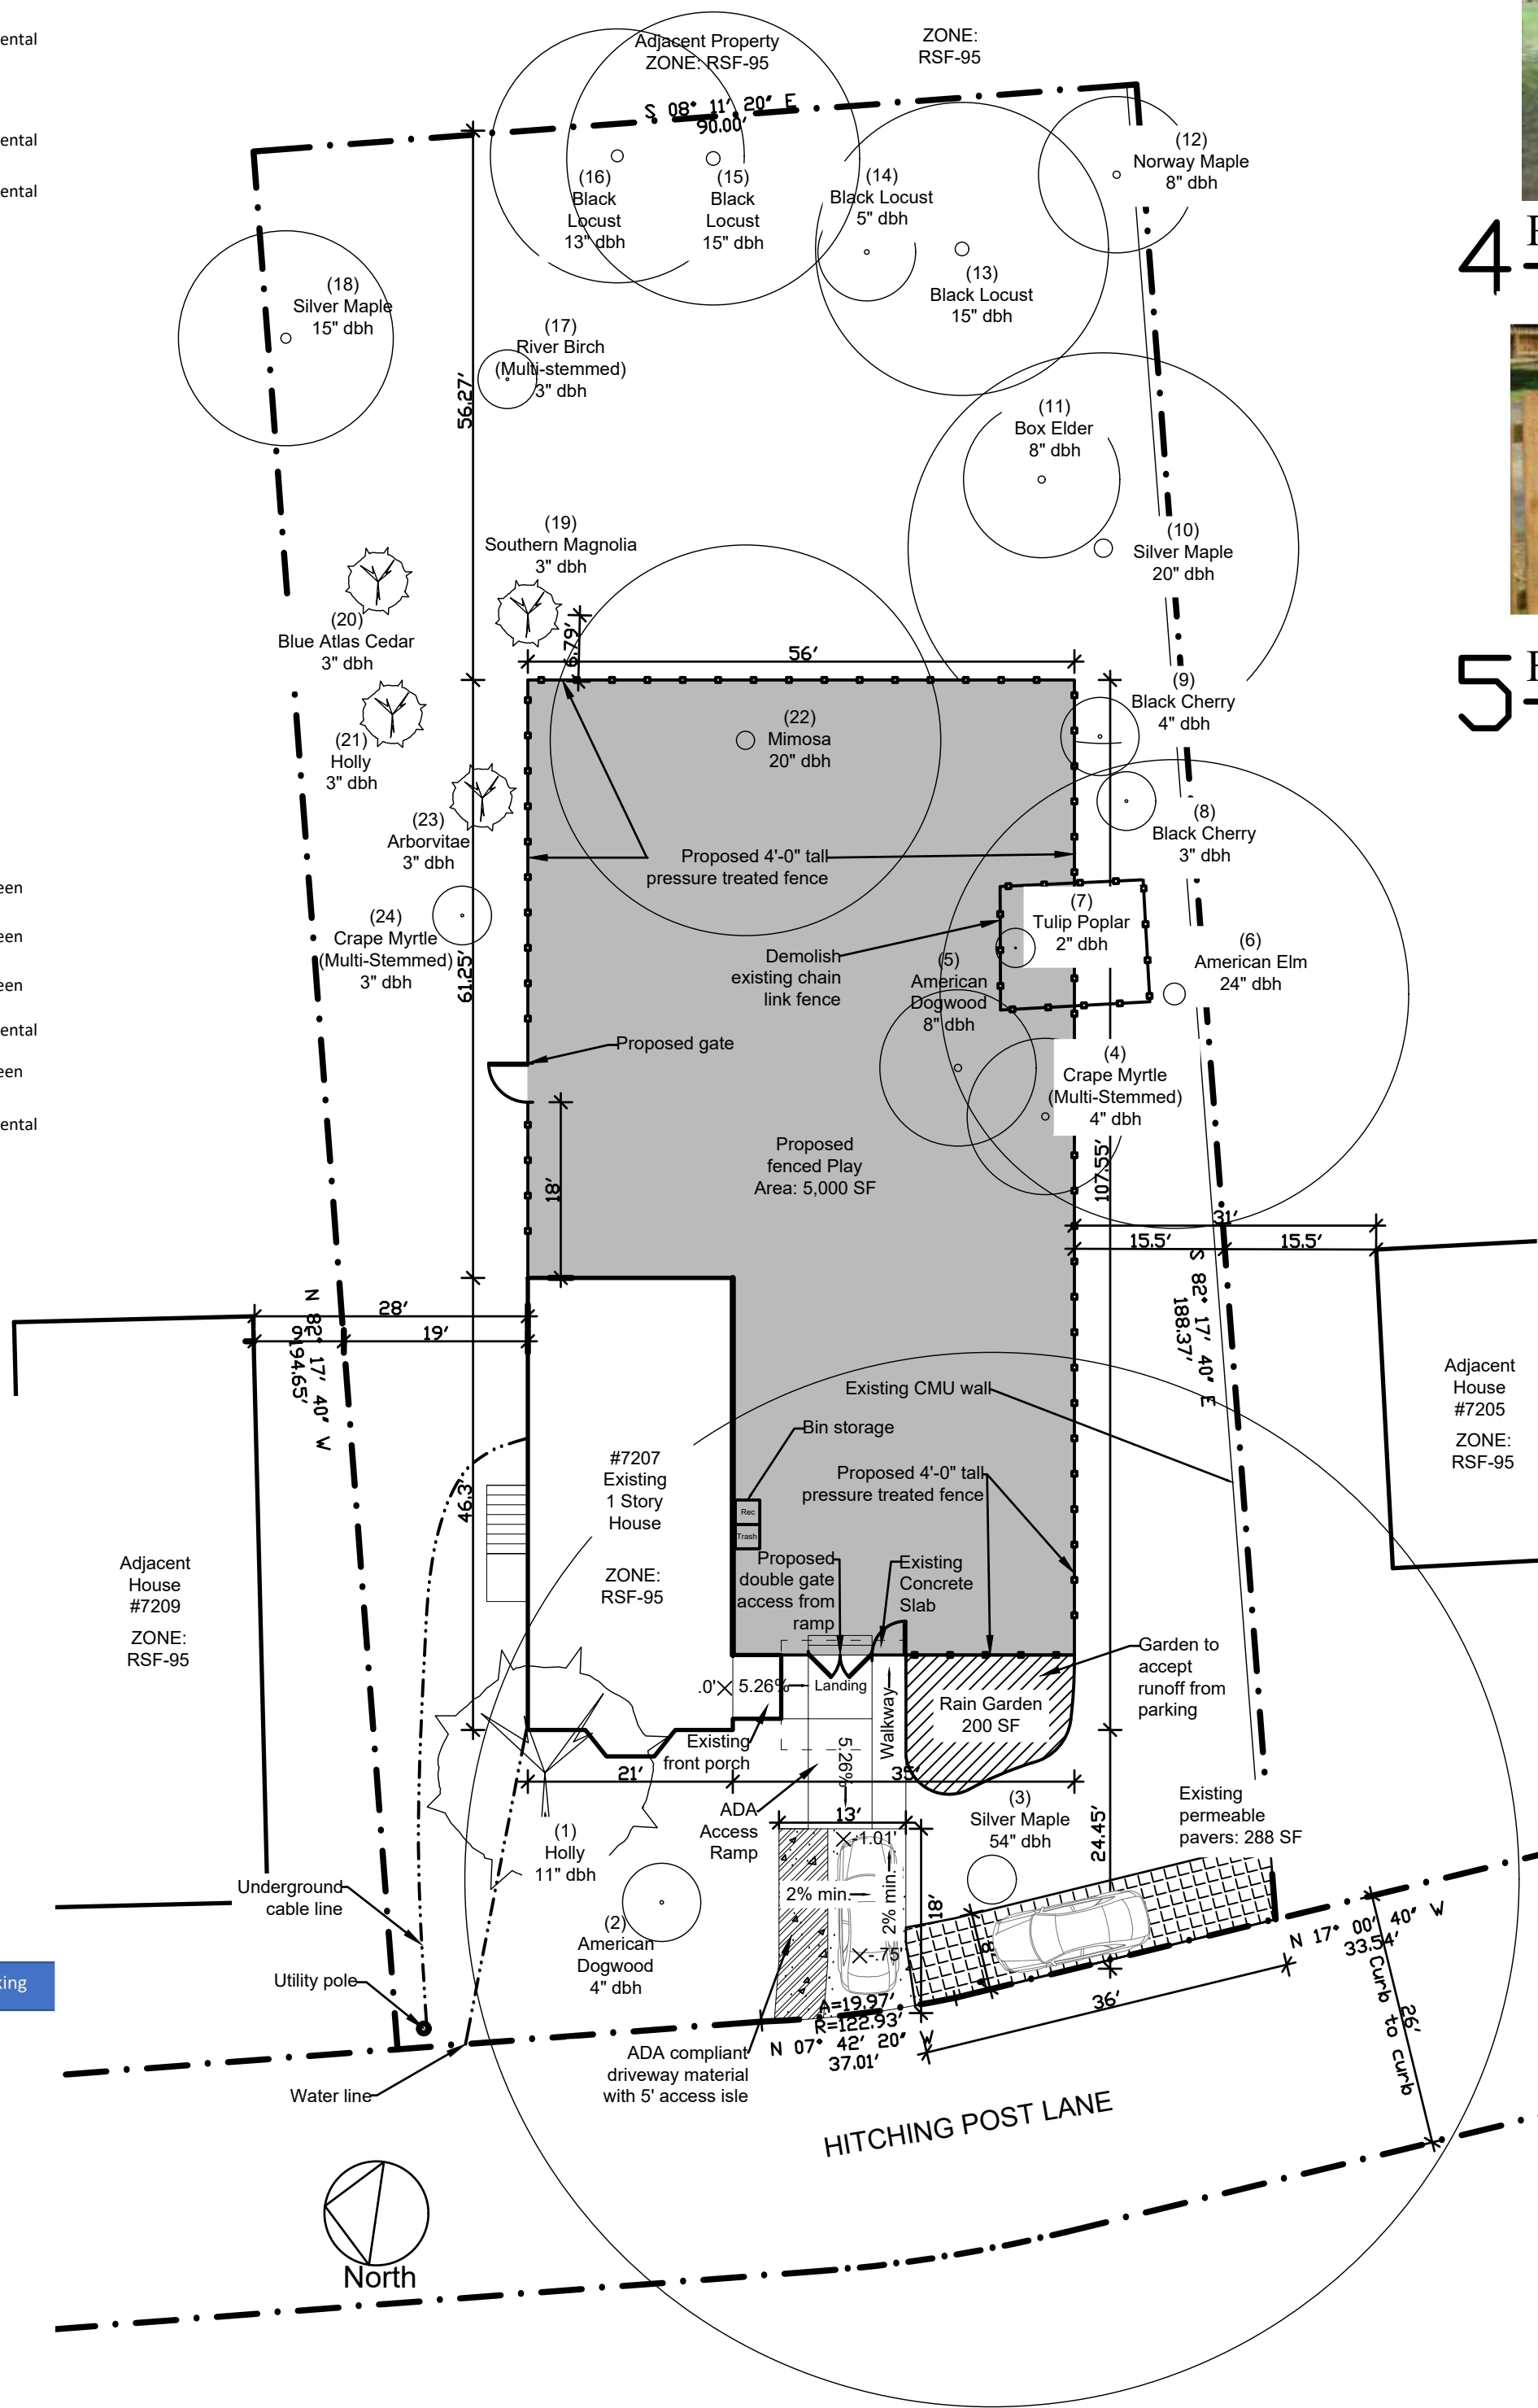 ental
ental
ental
een
een
een
ental
een
ental
king
Adjacent Property
ZONE: RSF-95
ZONE:
RSF-95
S 08° 11' 20" E
90.00'
(12)
Norway Maple
8" dbh
(16)
Black
Locust
13" dbh
(15)
Black
Locust
15" dbh
(14)
Black Locust
5" dbh
(13)
Black Locust
15" dbh
4
(18)
Silver Maple
15" dbh
(17)
River Birch
(Multi-stemmed)
3" dbh
56.27'
(11)
Box Elder
8" dbh
(10)
Silver Maple
20" dbh
(19)
Southern Magnolia
3" dbh
(20)
Blue Atlas Cedar
3" dbh
6.79'
56'
5
(9)
Black Cherry
4" dbh
(22)
Mimosa
20" dbh
(21)
Holly
3" dbh
(8)
Black Cherry
3" dbh
(23)
Arborvitae
3" dbh
Proposed 4'-0" tall
pressure treated fence
(7)
Tulip Poplar
2" dbh
(24)
Crape Myrtle
(Multi-Stemmed)
3" dbh
61.25'
Demolish
existing chain
link fence
(5)
American
Dogwood
8" dbh
(6)
American Elm
24" dbh
Proposed gate
(4)
Crape Myrtle
(Multi-Stemmed)
4" dbh
Proposed
fenced Play
Area: 5,000 SF
18'
107.55'
31'
15.5'
15.5'
S 82° 17' 40" E
188.37'
28'
9'
19'
N 82° 17' 40" W
194.65'
Adjacent
House
#7205
ZONE:
RSF-95
Existing CMU wall
Bin storage
Rec
Trash
#7207
Existing
1 Story
House
ZONE:
RSF-95
46.3'
Proposed 4'-0" tall
pressure treated fence
Adjacent
House
#7209
ZONE:
RSF-95
Proposed
double gate
access from
ramp
Existing
Concrete
Slab
Garden to
accept
runoff from
parking
.0'
5.26%
Landing
Walkway
Rain Garden
200 SF
Existing
front porch
5.26%
21'
35'
ADA
Access
Ramp
13'
-1.01'
(3)
Silver Maple
54" dbh
Existing
permeable
pavers: 288 SF
24.45'
(1)
Holly
11" dbh
Underground
cable line
2% min.
2% min.
18'
8'
-.75'
(2)
American
Dogwood
4" dbh
N 17° 00' 40" W
33.54'
Utility pole
A=19.97'
R=122.93'
N 07° 42' 20" W
37.01'
36'
26'
Curb to curb
ADA compliant
driveway material
with 5' access isle
Water line
HITCHING POST LANE
North